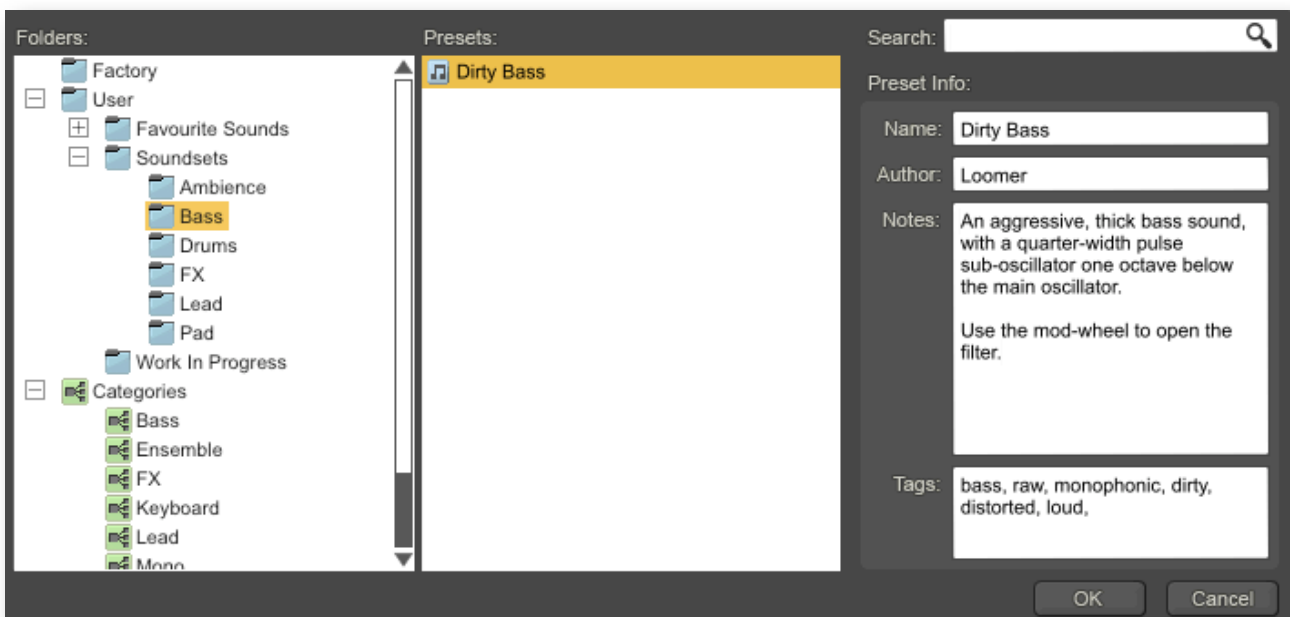 Folders:
Factory
User
Favourite Sounds
Soundsets
Ambience
Bass
Drums
FX
Lead
Pad
Work In Progress
Categories
Bass
Ensemble
FX
Keyboard
Lead
Mono
Presets:
Dirty Bass
Search:
Preset Info:
Name: Dirty Bass
Author: Loomer
Notes: An aggressive, thick bass sound,
with a quarter-width pulse
sub-oscillator one octave below
the main oscillator.
Use the mod-wheel to open the
filter.
Tags: bass, raw, monophonic, dirty,
distorted, loud,
OK Cancel